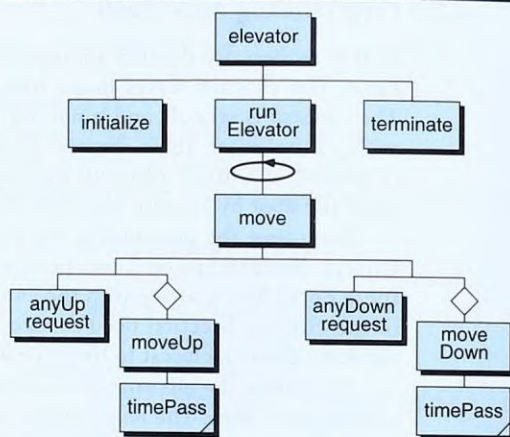 elevator
initialize
run
Elevator
terminate
move
anyUp
request
moveUp
timePass
anyDown
request
move
Down
timePass